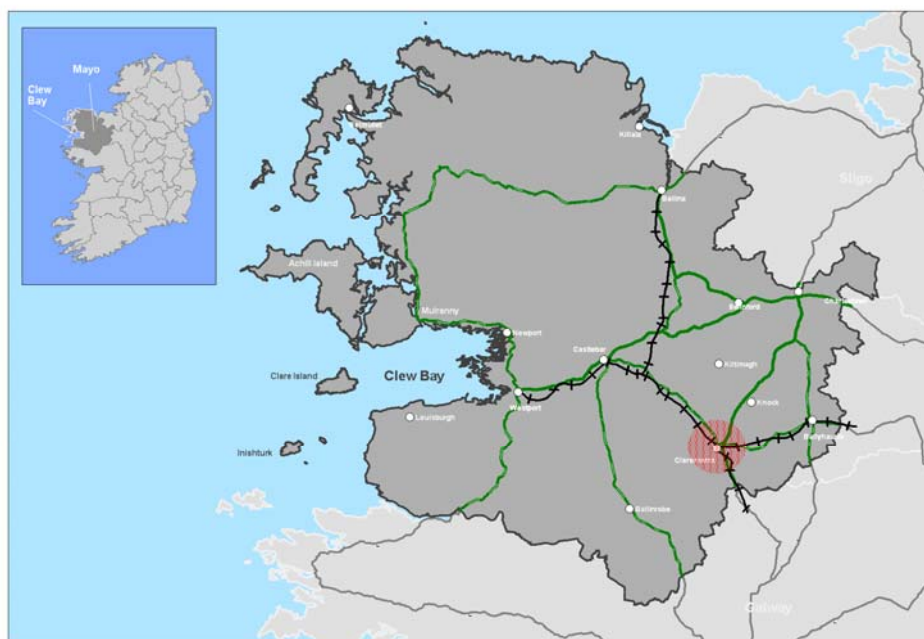 Mayo
Clew
Bay
Killala
Sligo
Ballina
Achill Island
Mulranny
Newport
Castlebar
Kiltimagh
Clare Island
Clew Bay
Westport
Knock
Louisburgh
Inishturk
Ballinrobe
Galway